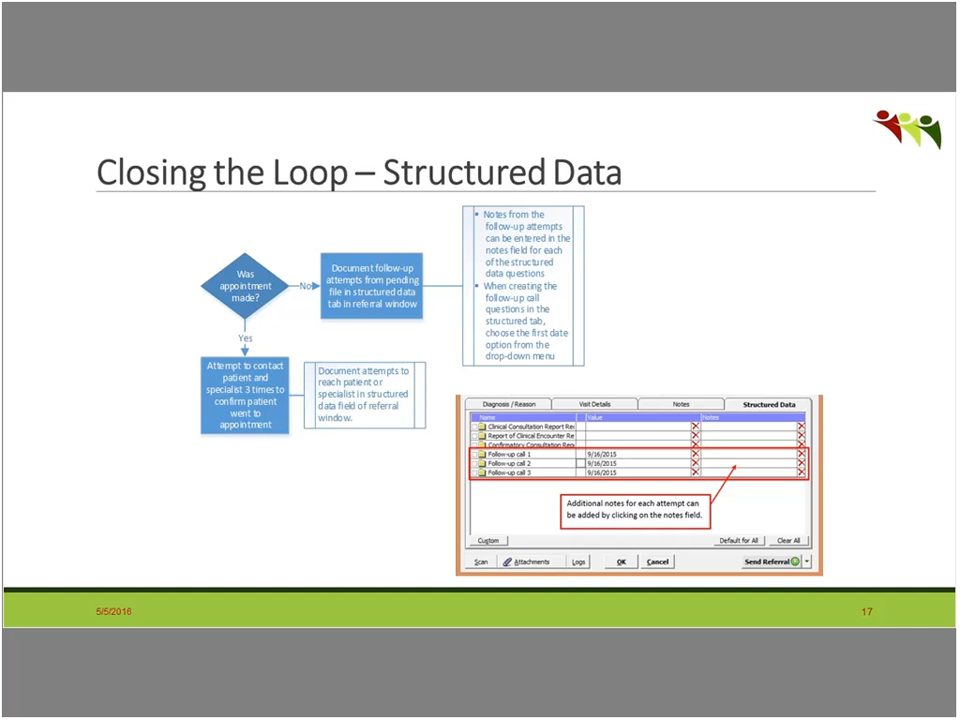 Closing the Loop – Structured Data
Was
appointment
made?
No
Document follow-up
attempts from pending
file in structured data
tab in referral window
▪ Notes from the
follow-up attempts
can be entered in the
notes field for each
of the structured
data questions
▪ When creating the
follow-up call
questions in the
structured tab,
choose the first date
option from the
drop-down menu
Yes
Attempt to contact
patient and
specialist 3 times to
confirm patient
went to
appointment
Document attempts to
reach patient or
specialist in structured
data field of referral
window.
Diagnosis / Reason Visit Details Notes Structured Data
Name Value Notes
Clinical Consultation Report Re
Report of Clinical Encounter Re
Confirmatory Consultation Repo
Follow-up call 1 9/16/2015
Follow-up call 2 9/16/2015
Follow-up call 3 9/16/2015
Additional notes for each attempt can
be added by clicking on the notes field.
Custom Default for All Clear All
Scan Attachments Logs OK Cancel Send Referral
5/5/2016 17